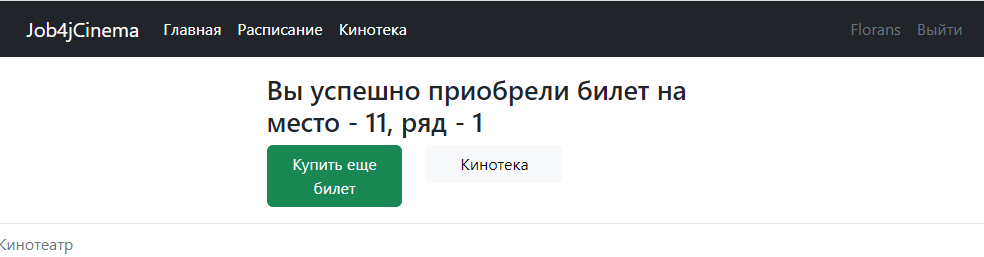 Job4jCinema Главная Расписание Кинотека Florans Выйти
Вы успешно приобрели билет на
место - 11, ряд - 1
Купить еще
билет
Кинотека
Кинотеатр